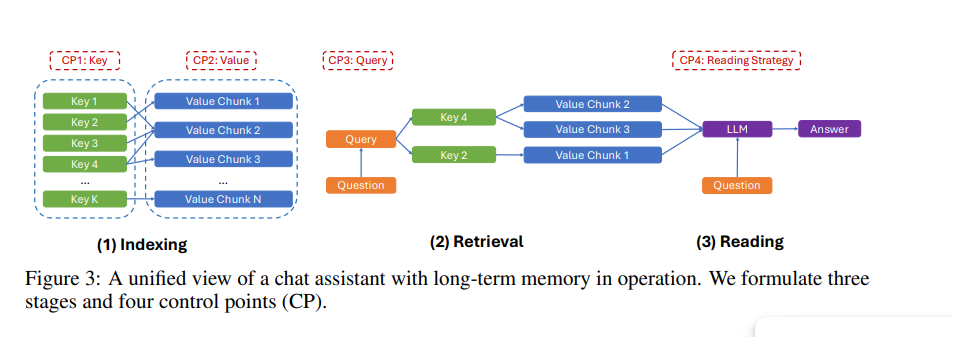 CP1: Key
CP2: Value
CP3: Query
CP4: Reading Strategy
Key 1
Key 2
Key 3
Key 4
...
Key K
Value Chunk 1
Value Chunk 2
Value Chunk 3
...
Value Chunk N
Query
Question
Key 4
Key 2
Value Chunk 2
Value Chunk 3
Value Chunk 1
LLM
Answer
Question
(1) Indexing
(2) Retrieval
(3) Reading
Figure 3: A unified view of a chat assistant with long-term memory in operation. We formulate three
stages and four control points (CP).